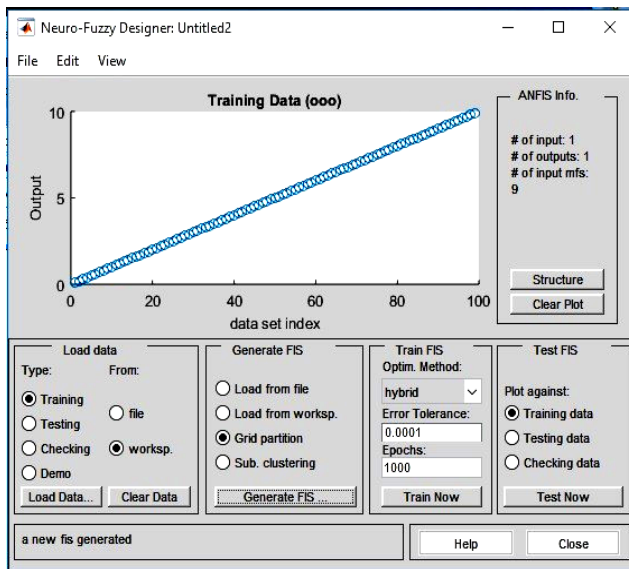 Neuro-Fuzzy Designer: Untitled2
File Edit View
Training Data (ooo)
10
5
0
Output
0 20 40 60 80 100
data set index
ANFIS Info.
# of input: 1
# of outputs: 1
# of input mfs:
9
Structure
Clear Plot
Load data
Type: From:
Training
Testing
Checking
Demo
file
worksp.
Load Data... Clear Data
Generate FIS
Load from file
Load from worksp.
Grid partition
Sub. clustering
Generate FIS ...
Train FIS
Optim. Method:
hybrid
Error Tolerance:
0.0001
Epochs:
1000
Train Now
Test FIS
Plot against:
Training data
Testing data
Checking data
Test Now
a new fis generated
Help Close